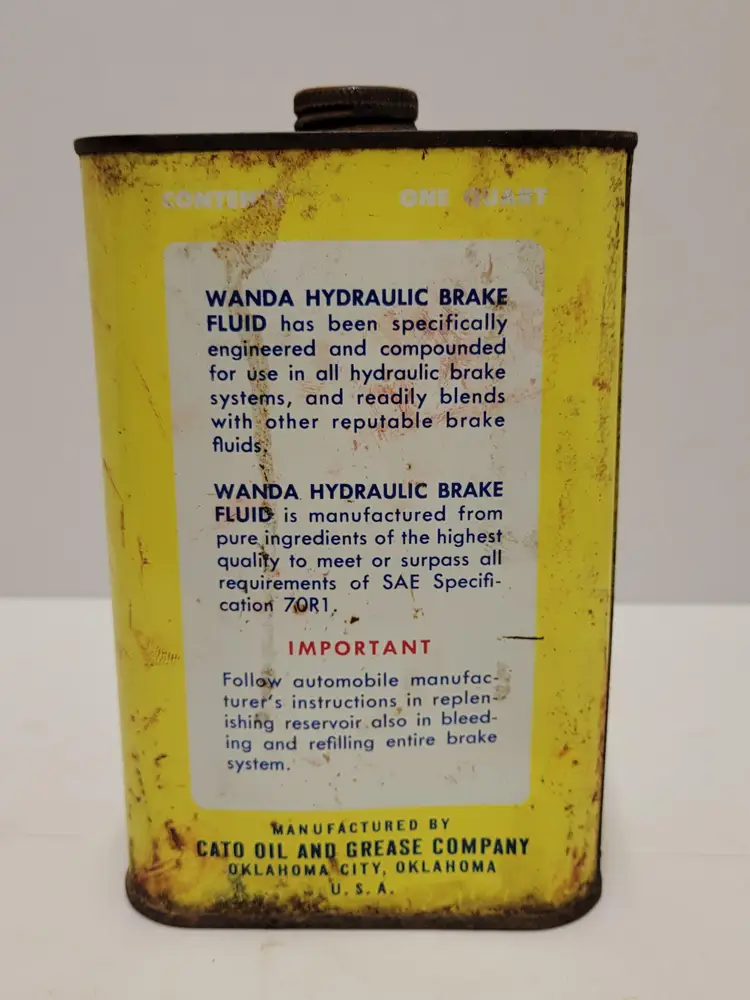 CONTENTS ONE QUART
WANDA HYDRAULIC BRAKE
FLUID has been specifically
engineered and compounded
for use in all hydraulic brake
systems, and readily blends
with other reputable brake
fluids.
WANDA HYDRAULIC BRAKE
FLUID is manufactured from
pure ingredients of the highest
quality to meet or surpass all
requirements of SAE Specifi-
cation 70R1.
IMPORTANT
Follow automobile manufac-
turer's instructions in replen-
ishing reservoir also in bleed-
ing and refilling entire brake
system.
MANUFACTURED BY
CATO OIL AND GREASE COMPANY
OKLAHOMA CITY, OKLAHOMA
U. S. A.